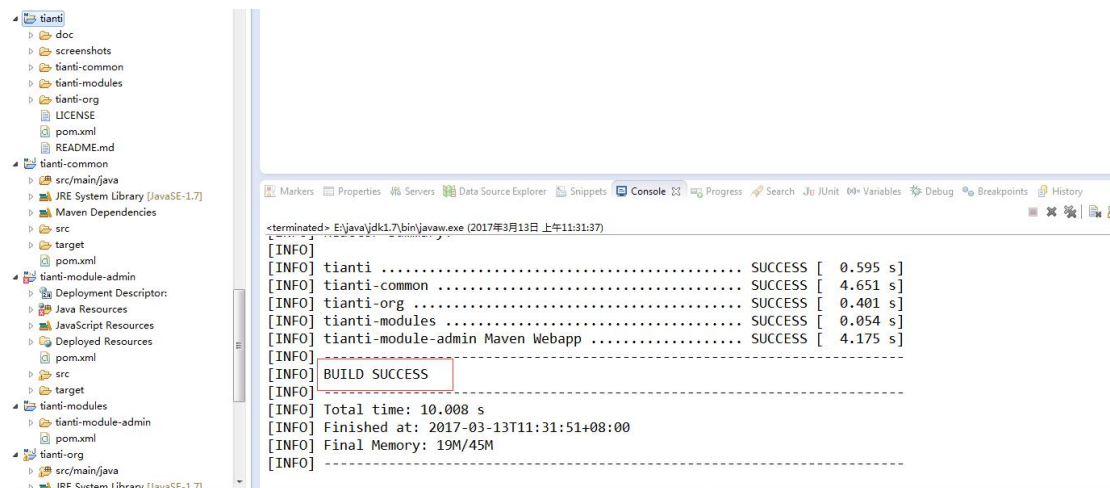 tianti
doc
screenshots
tianti-common
tianti-modules
tianti-org
LICENSE
pom.xml
README.md
tianti-common
src/main/java
JRE System Library [JavaSE-1.7]
Maven Dependencies
src
target
pom.xml
tianti-module-admin
Deployment Descriptor:
Java Resources
JavaScript Resources
Deployed Resources
pom.xml
src
target
tianti-modules
tianti-module-admin
pom.xml
tianti-org
src/main/java
JRE System Library [JavaSE-1.7]
Markers Properties Servers Data Source Explorer Snippets Console Progress Search JUnit Variables Debug Breakpoints History
<terminated> E:\java\jdk1.7\bin\javaw.exe (2017年3月13日 上午11:31:37)
[INFO]
[INFO] tianti ............................................ SUCCESS [  0.595 s]
[INFO] tianti-common ..................................... SUCCESS [  4.651 s]
[INFO] tianti-org ........................................ SUCCESS [  0.401 s]
[INFO] tianti-modules .................................... SUCCESS [  0.054 s]
[INFO] tianti-module-admin Maven Webapp .................. SUCCESS [  4.175 s]
[INFO] ------------------------------------------------------------------------
[INFO] BUILD SUCCESS
[INFO] ------------------------------------------------------------------------
[INFO] Total time: 10.008 s
[INFO] Finished at: 2017-03-13T11:31:51+08:00
[INFO] Final Memory: 19M/45M
[INFO] ------------------------------------------------------------------------